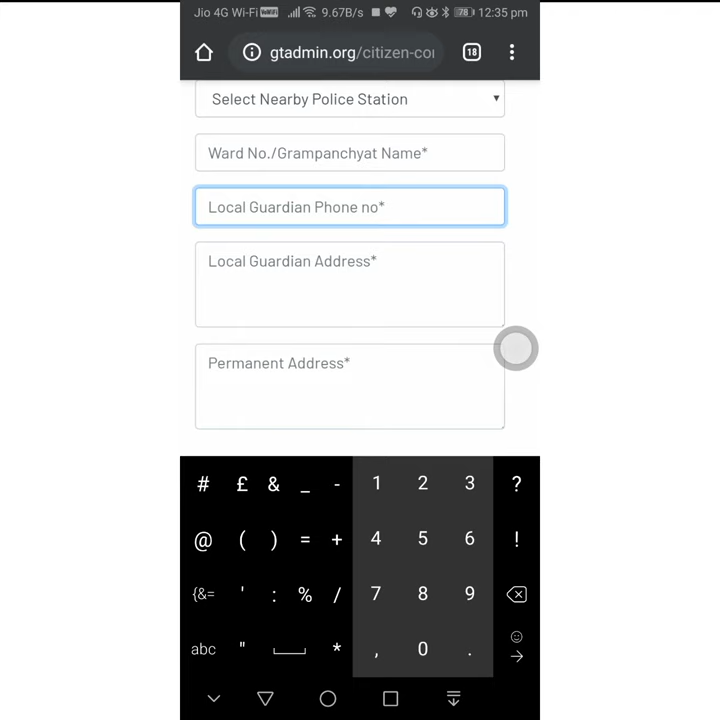 Jio 4G Wi-Fi 9.67B/s 78 12:35 pm
gtadmin.org/citizen-cor 18
Select Nearby Police Station
Ward No./Grampanchyat Name*
Local Guardian Phone no*
Local Guardian Address*
Permanent Address*
# £ & _ - 1 2 3 ?
@ ( ) = + 4 5 6 !
{&= ' : % / 7 8 9
abc " * , 0 .